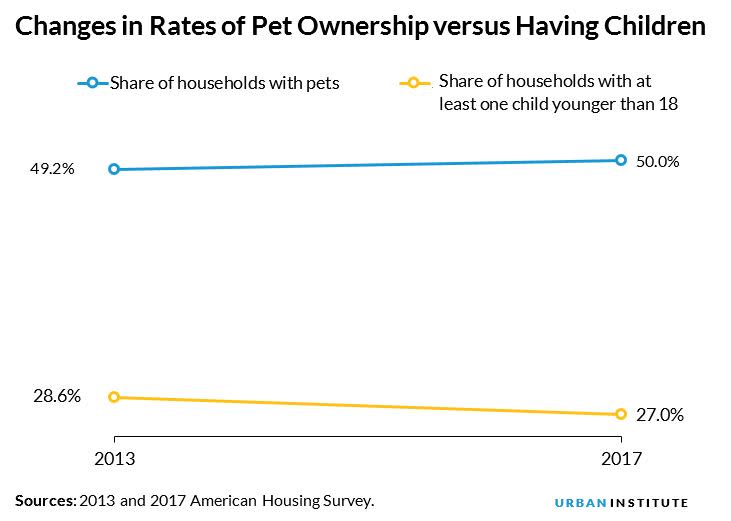 Changes in Rates of Pet Ownership versus Having Children
Share of households with pets
Share of households with at
least one child younger than 18
49.2%
50.0%
28.6%
27.0%
2013
2017
Sources: 2013 and 2017 American Housing Survey.
URBAN INSTITUTE